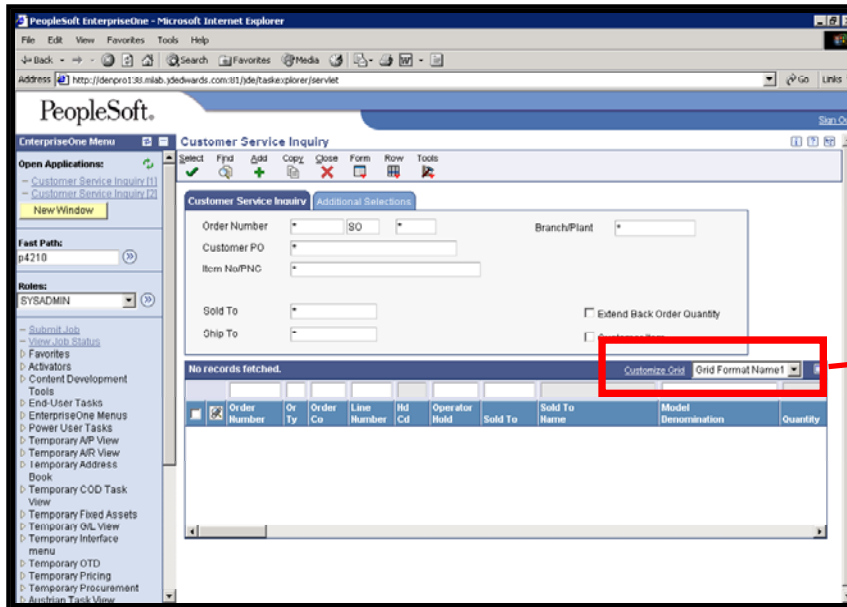 PeopleSoft EnterpriseOne - Microsoft Internet Explorer
File Edit View Favorites Tools Help
Back Search Favorites Media
Address http://denpro138.mlab.jdedwards.com:81/jde/taskexplorer/servlet Go Links
PeopleSoft.
Sign
EnterpriseOne Menu
Customer Service Inquiry
Open Applications:
Select Find Add Copy Close Form Row Tools
- Customer Service Inquiry [1]
- Customer Service Inquiry [2]
New Window
Customer Service Inquiry Additional Selections
Order Number * SO * Branch/Plant *
Fast Path:
p4210
Customer PO *
Item No/PNC *
Roles:
SYSADMIN
Sold To * Extend Back Order Quantity
Ship To
- Submit Job
- View Job Status
Favorites
Activators
Content Development
Tools
End-User Tasks
EnterpriseOne Menus
Power User Tasks
Temporary A/P View
Temporary A/R View
Temporary Address
Book
Temporary COD Task
View
Temporary Fixed Assets
Temporary G/L View
Temporary Interface
menu
Temporary OTD
Temporary Pricing
Temporary Procurement
Austrian Task View
No records fetched. Customize Grid Grid Format Name1
Order Number
Or Ty
Order Co
Line Number
Hd Cd
Operator Hold
Sold To
Sold To Name
Model Denomination
Quantity